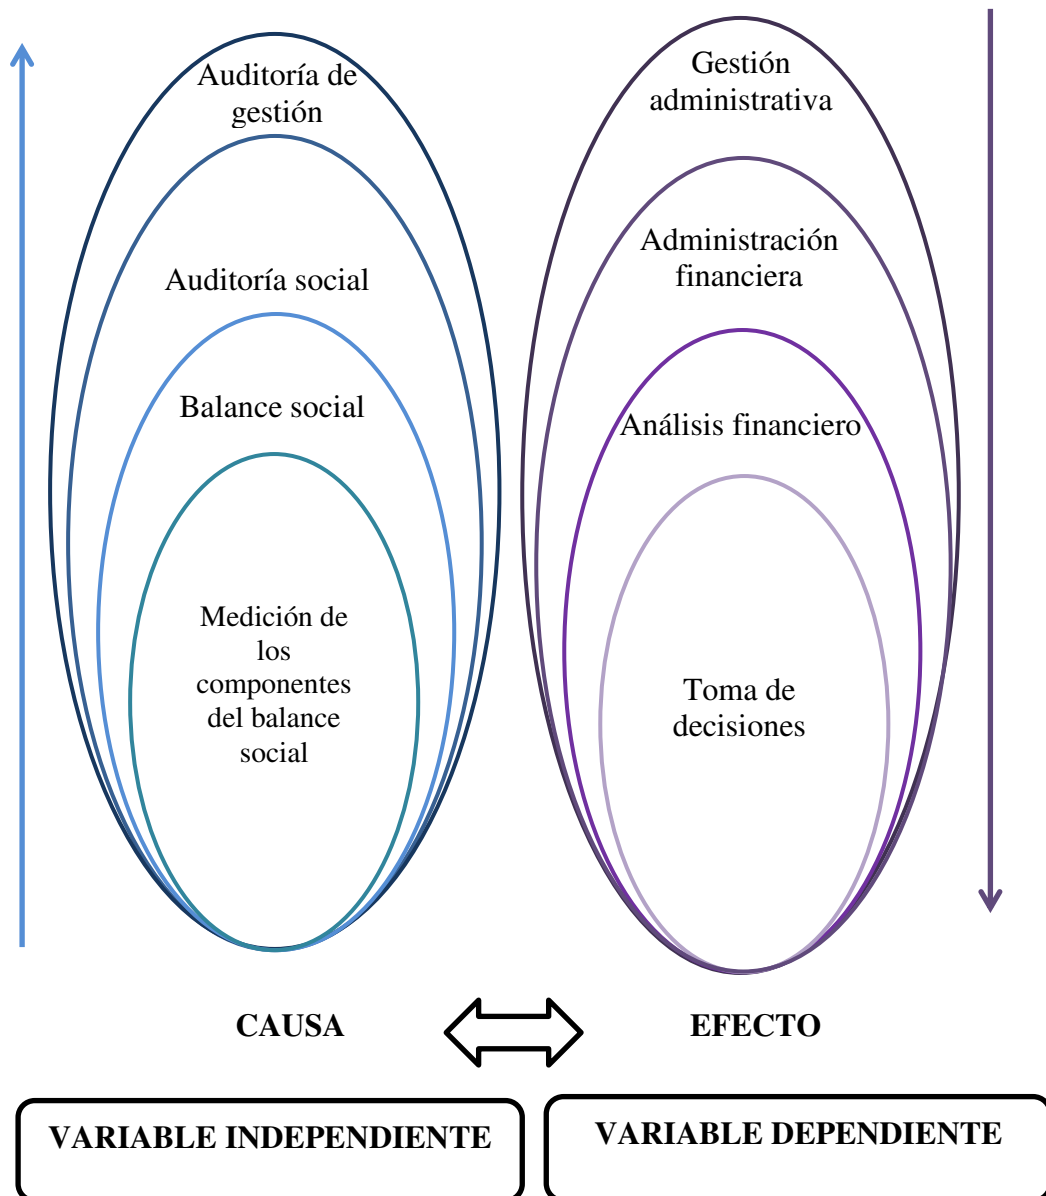 Auditoría de
gestión
Auditoría social
Balance social
Medición de
los
componentes
del balance
social
Gestión
administrativa
Administración
financiera
Análisis financiero
Toma de
decisiones
CAUSA
EFECTO
VARIABLE INDEPENDIENTE
VARIABLE DEPENDIENTE